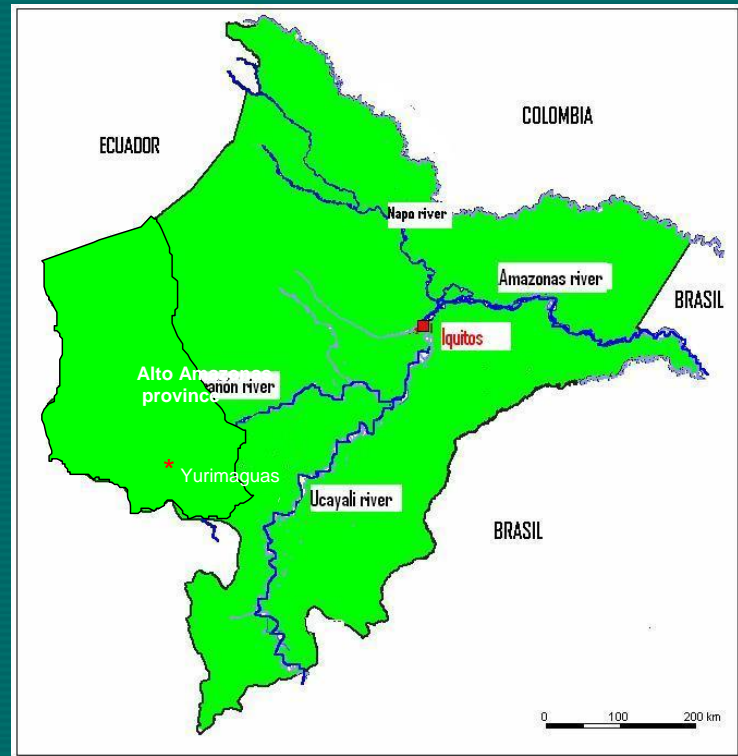 COLOMBIA
ECUADOR
Napo river
Amazonas river
BRASIL
Iquitos
Alto Amazonas
province
añón river
Yurimaguas
Ucayali river
BRASIL
0 100 200 km